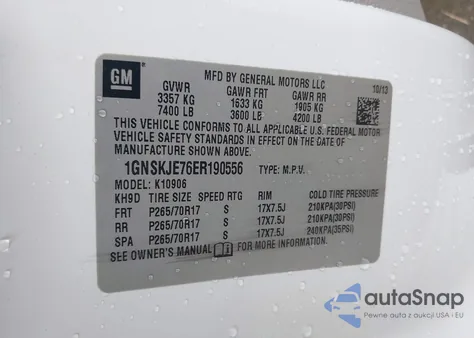 GM
MFD BY GENERAL MOTORS LLC
10/13
GVWR GAWR FRT GAWR RR
3357 KG 1633 KG 1905 KG
7400 LB 3600 LB 4200 LB
THIS VEHICLE CONFORMS TO ALL APPLICABLE U.S. FEDERAL MOTOR
VEHICLE SAFETY STANDARDS IN EFFECT ON THE DATE OF
MANUFACTURE SHOWN ABOVE.
1GNSKJE76ER190556 TYPE: M.P.V.
MODEL: K10906
KH9D TIRE SIZE SPEED RTG RIM COLD TIRE PRESSURE
FRT P265/70R17 S 17X7.5J 210KPA(30PSI)
RR P265/70R17 S 17X7.5J 210KPA(30PSI)
SPA P265/70R17 S 17X7.5J 240KPA(35PSI)
SEE OWNER'S MANUAL FOR MORE INFORMATION.
autoSnap
Pewne auta z aukcji USA i EU